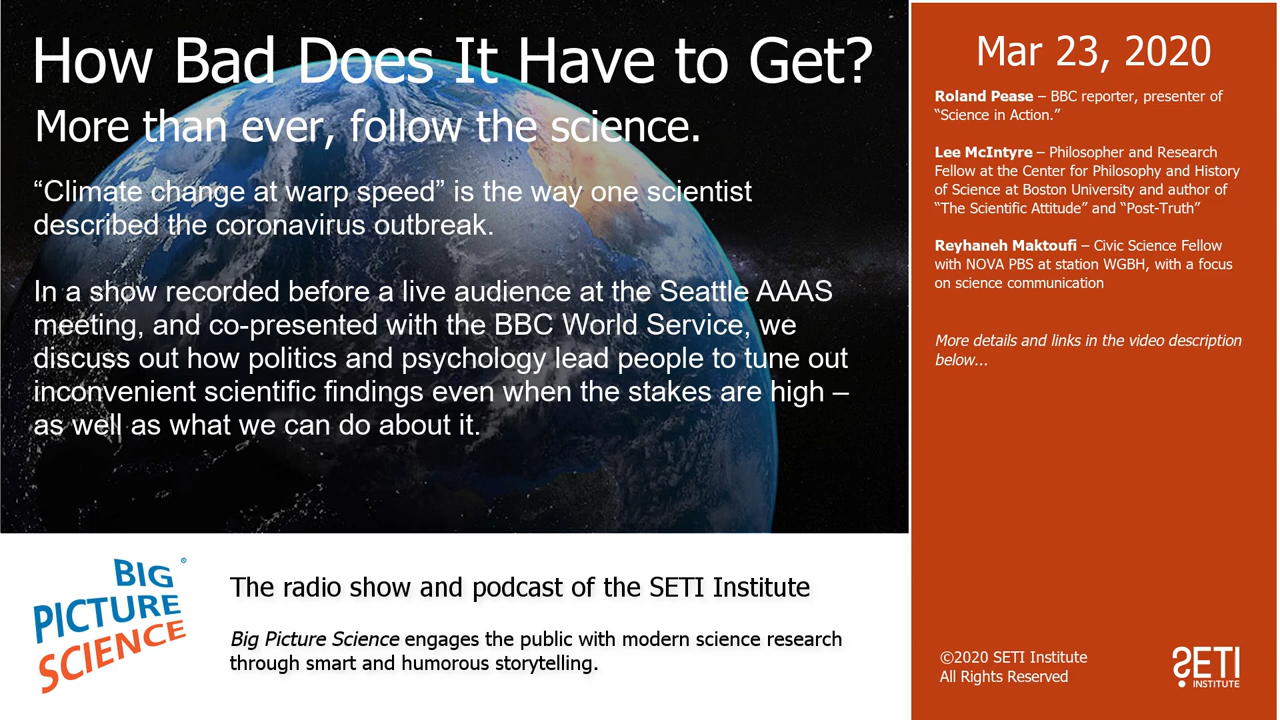 How Bad Does It Have to Get?
More than ever, follow the science.
“Climate change at warp speed” is the way one scientist
described the coronavirus outbreak.
In a show recorded before a live audience at the Seattle AAAS
meeting, and co-presented with the BBC World Service, we
discuss out how politics and psychology lead people to tune out
inconvenient scientific findings even when the stakes are high –
as well as what we can do about it.
Mar 23, 2020
Roland Pease – BBC reporter, presenter of
“Science in Action.”
Lee McIntyre – Philosopher and Research
Fellow at the Center for Philosophy and History
of Science at Boston University and author of
“The Scientific Attitude” and “Post-Truth”
Reyhaneh Maktoufi – Civic Science Fellow
with NOVA PBS at station WGBH, with a focus
on science communication
More details and links in the video description
below...
BIG ®
PICTURE
SCIENCE
The radio show and podcast of the SETI Institute
Big Picture Science engages the public with modern science research
through smart and humorous storytelling.
©2020 SETI Institute
All Rights Reserved
SETI
INSTITUTE